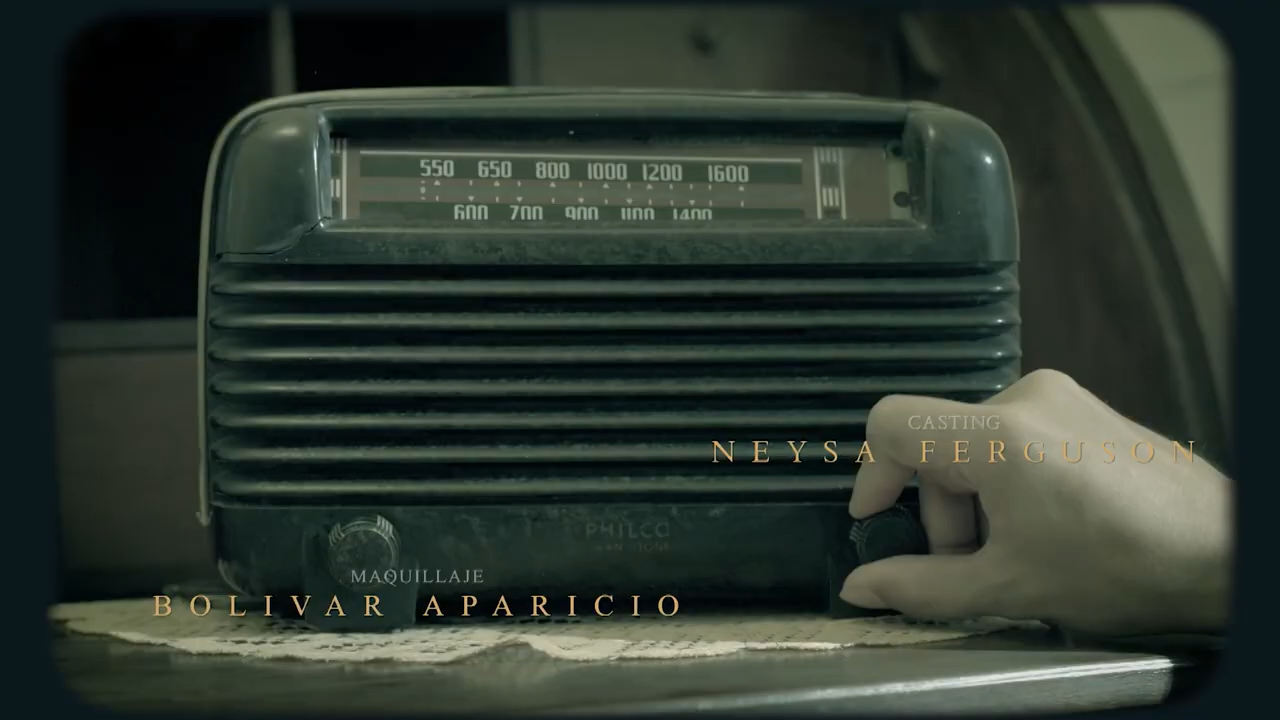 550 650 800 1000 1200 1600
600 700 900 1100 1400
CASTING
NEYSA FERGUSON
PHILCO
MAQUILLAJE
BOLIVAR APARICIO